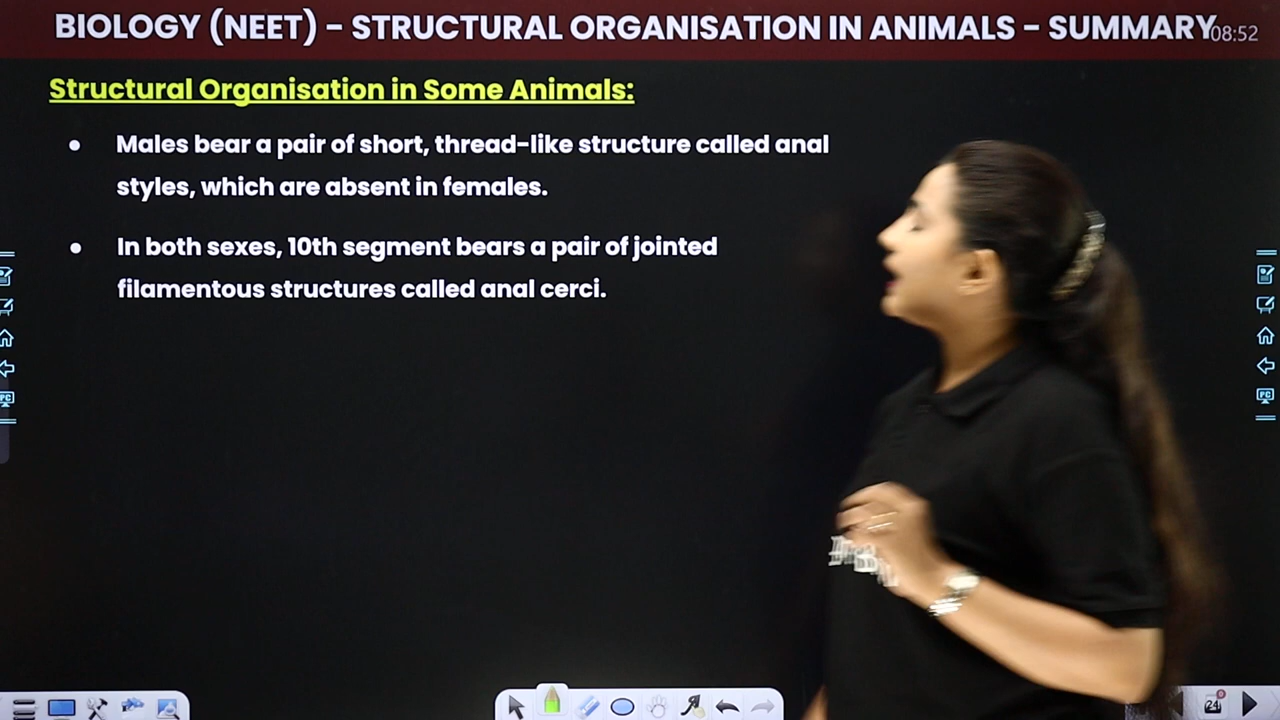 BIOLOGY (NEET) – STRUCTURAL ORGANISATION IN ANIMALS – SUMMARY
08:52
Structural Organisation in Some Animals:
• Males bear a pair of short, thread-like structure called anal
styles, which are absent in females.
• In both sexes, 10th segment bears a pair of jointed
filamentous structures called anal cerci.
PC
PC
24